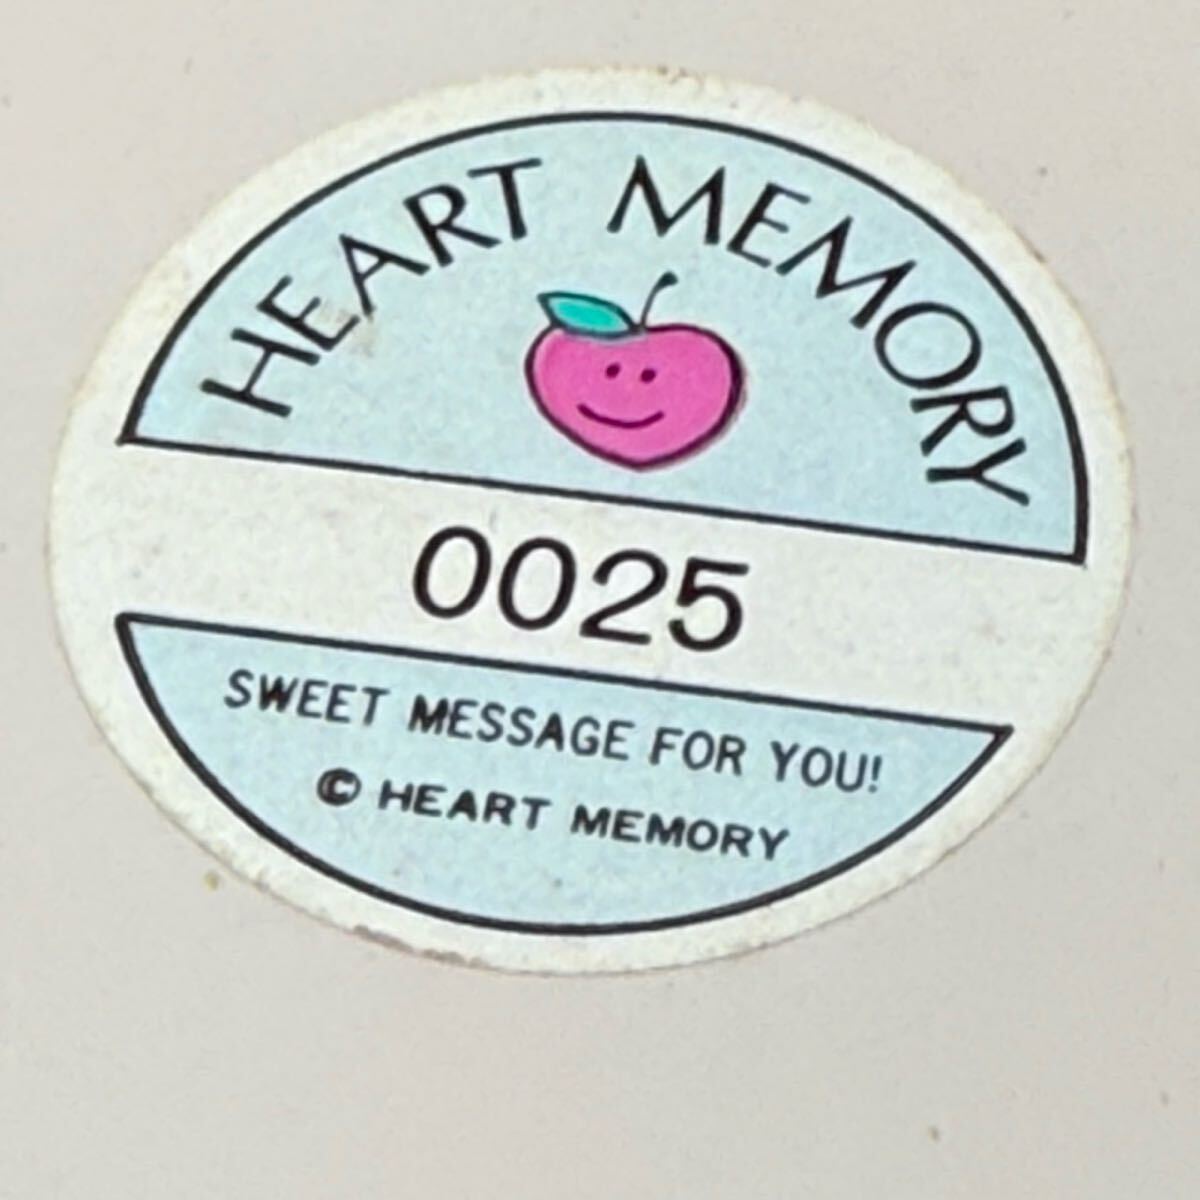 HEART MEMORY
0025
SWEET MESSAGE FOR YOU!
© HEART MEMORY